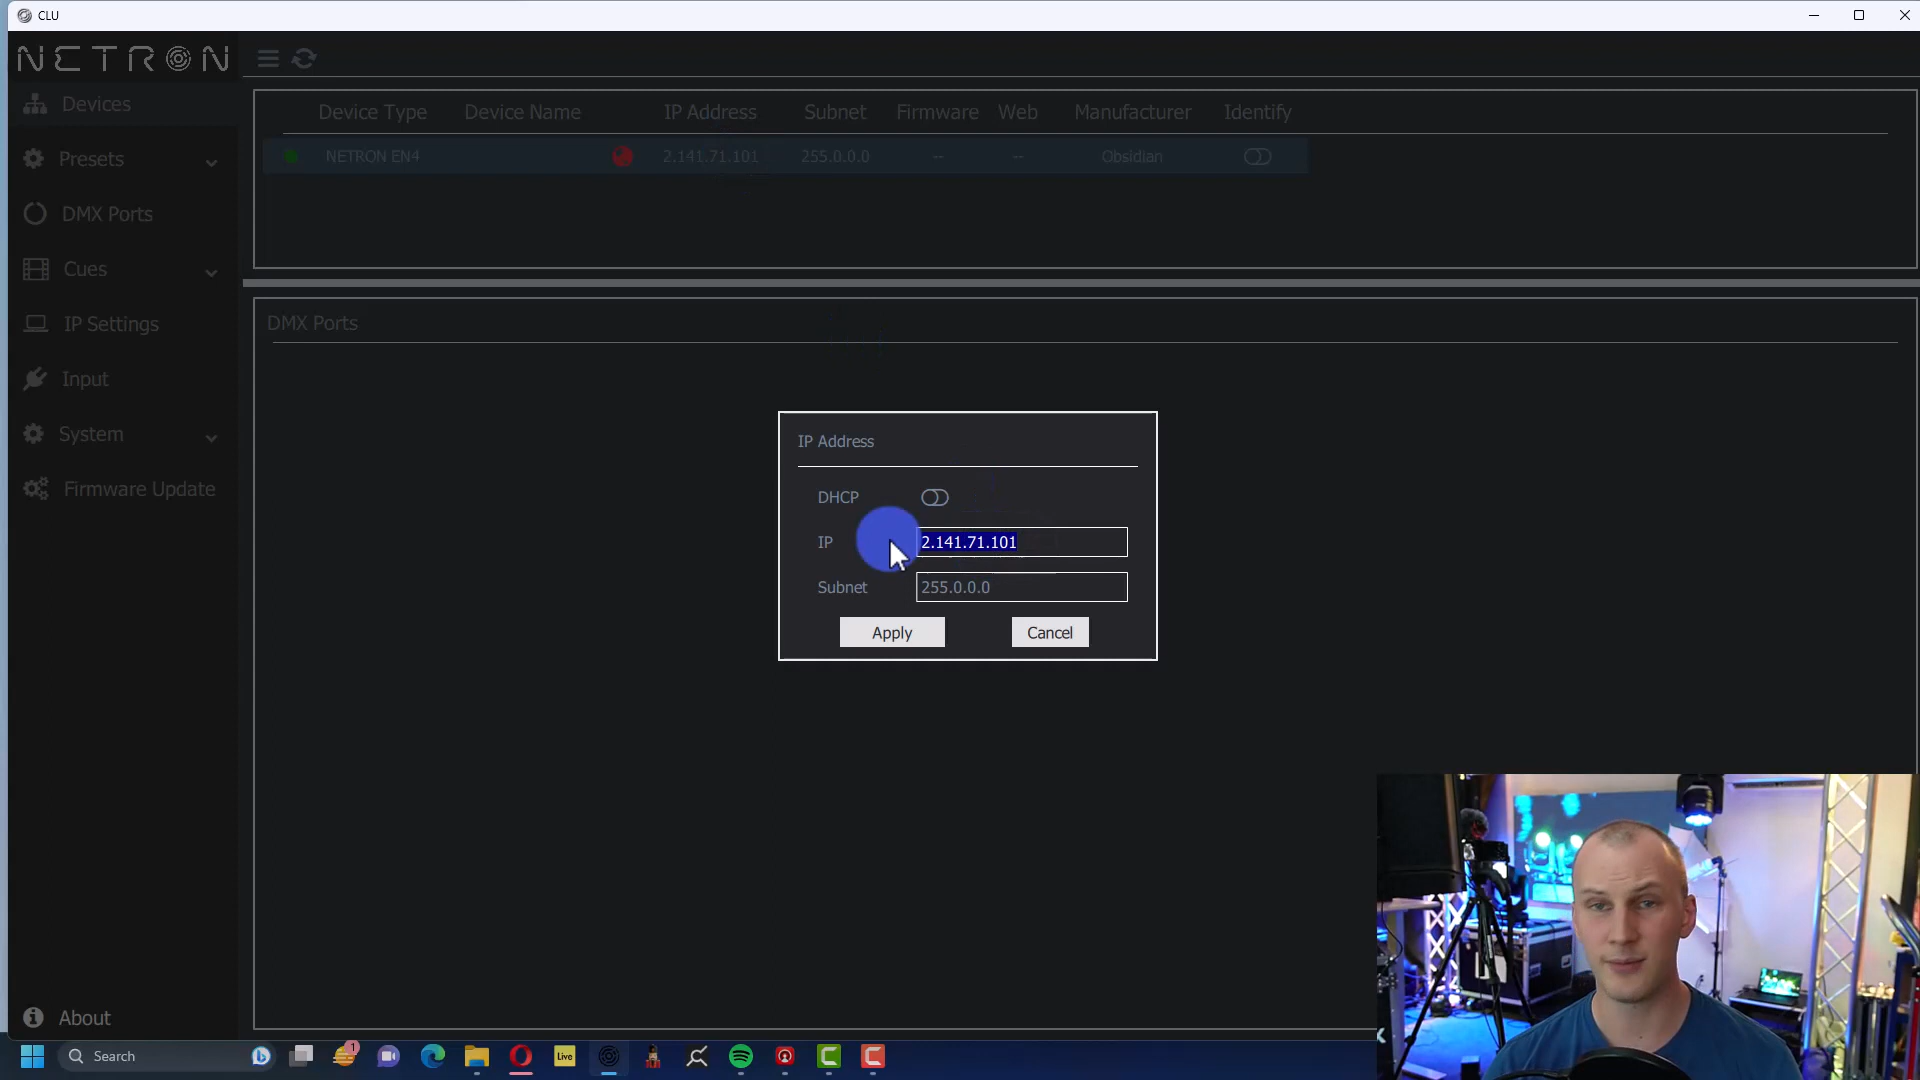 CLU
NETRON
Devices
Presets
DMX Ports
Cues
IP Settings
Input
System
Firmware Update
About
Device Type Device Name IP Address Subnet Firmware Web Manufacturer Identify
NETRON EN4 2.141.71.101 255.0.0.0 -- -- Obsidian
DMX Ports
IP Address
DHCP
IP 2.141.71.101
Subnet 255.0.0.0
Apply Cancel
Search
1
Live